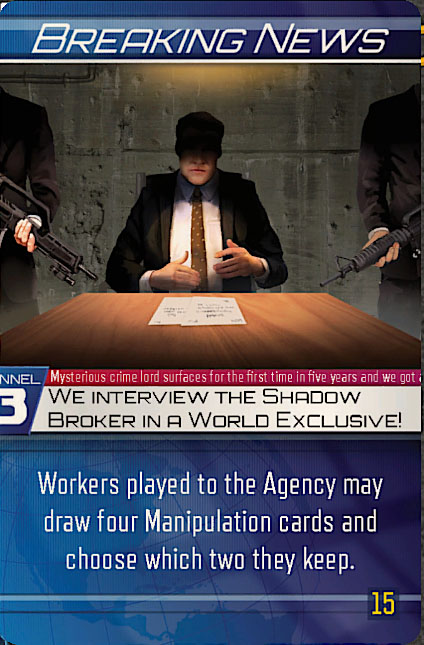 Breaking News
Mysterious crime lord surfaces for the first time in five years and we got
3
We interview the Shadow
Broker in a World Exclusive!
Workers played to the Agency may
draw four Manipulation cards and
choose which two they keep.
15